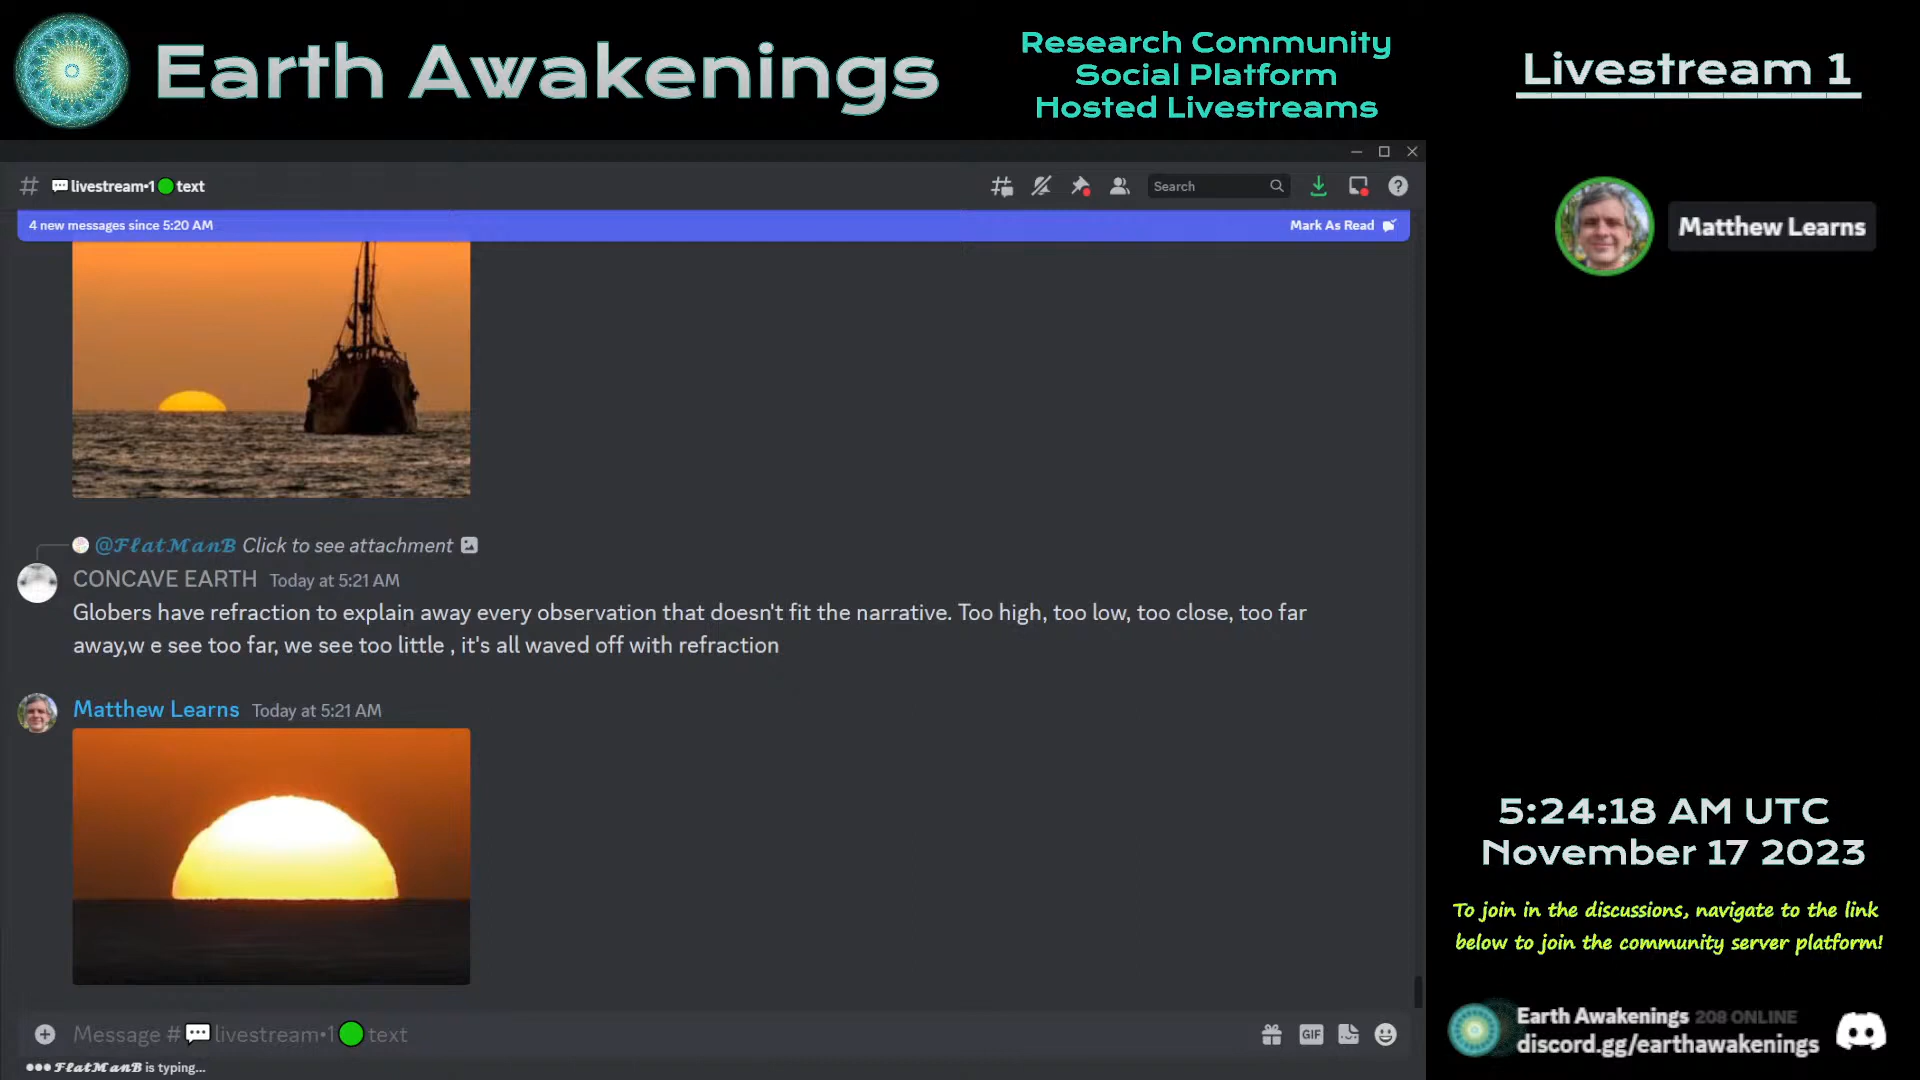 Earth Awakenings
Research Community
Social Platform
Hosted Livestreams
Livestream 1
# livestream•1 text
Search
4 new messages since 5:20 AM
Mark As Read
Matthew Learns
@𝓕𝓵𝓪𝓽𝓜𝓪𝓷𝓑 Click to see attachment
CONCAVE EARTH Today at 5:21 AM
Globers have refraction to explain away every observation that doesn't fit the narrative. Too high, too low, too close, too far
away,w e see too far, we see too little , it's all waved off with refraction
Matthew Learns Today at 5:21 AM
Message # livestream•1 text
GIF
𝓕𝓵𝓪𝓽𝓜𝓪𝓷𝓑 is typing...
5:24:18 AM UTC
November 17 2023
To join in the discussions, navigate to the link
below to join the community server platform!
Earth Awakenings 208 ONLINE
discord.gg/earthawakenings